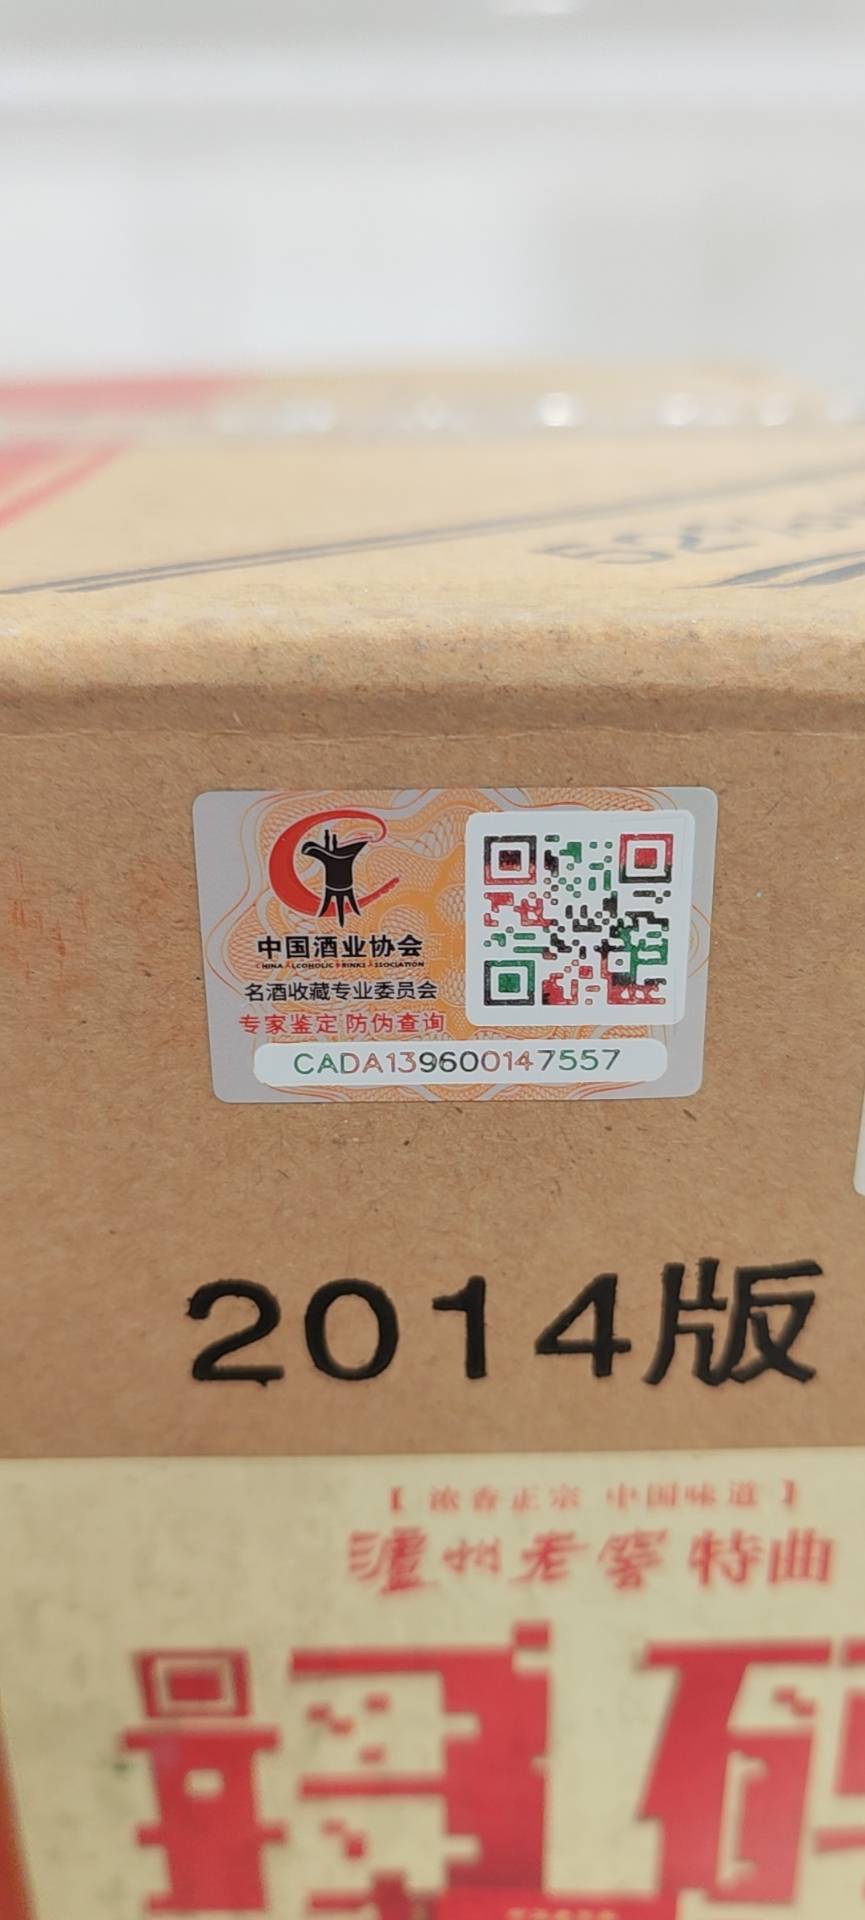 52%
中国酒业协会
CHINA ALCOHOLIC DRINKS ASSOCIATION
名酒收藏专业委员会
专家鉴定 防伪查询
CADA139600147557
2014版
【 浓香正宗 中国味道 】
泸州老窖 特曲